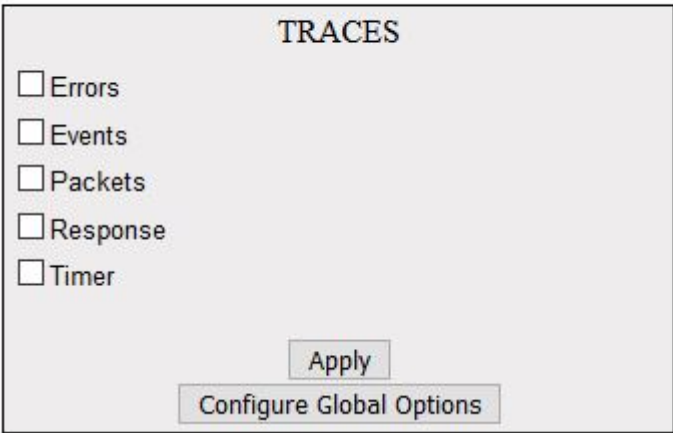 TRACES
Errors
Events
Packets
Response
Timer
Apply
Configure Global Options